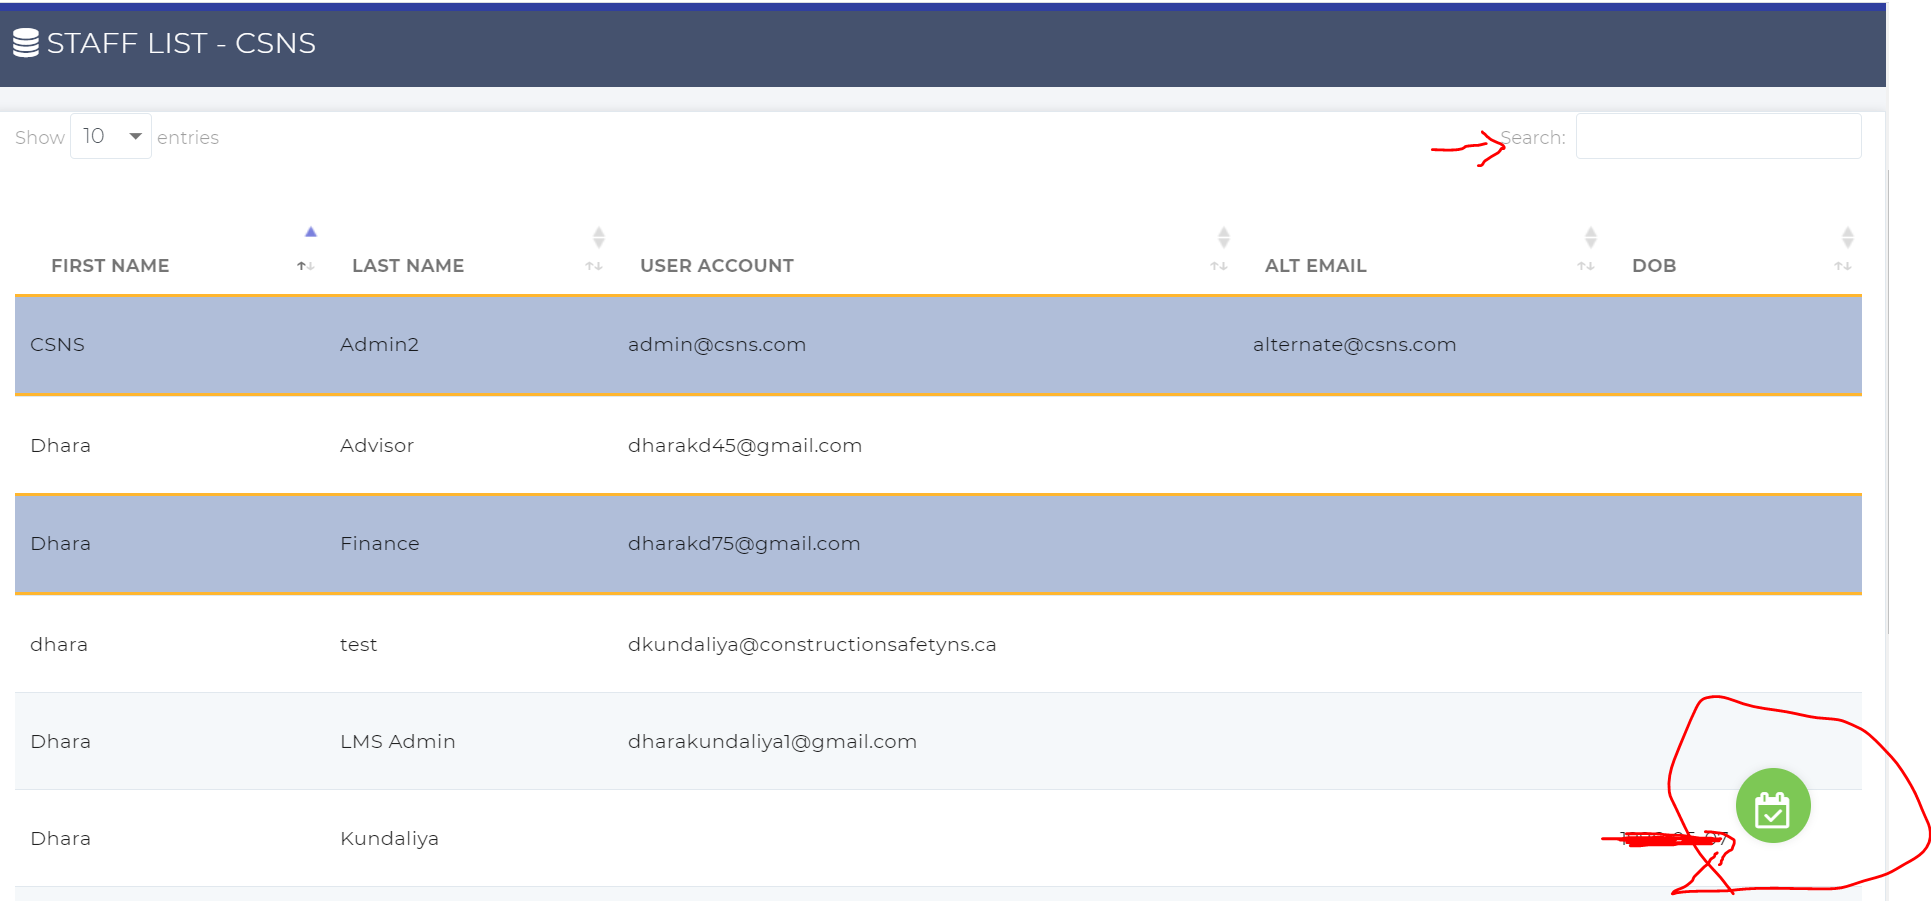 STAFF LIST - CSNS
Show 10 entries Search:
FIRST NAME LAST NAME USER ACCOUNT ALT EMAIL DOB
CSNS Admin2 admin@csns.com alternate@csns.com
Dhara Advisor dharakd45@gmail.com
Dhara Finance dharakd75@gmail.com
dhara test dkundaliya@constructionsafetyns.ca
Dhara LMS Admin dharakundaliya1@gmail.com
Dhara Kundaliya